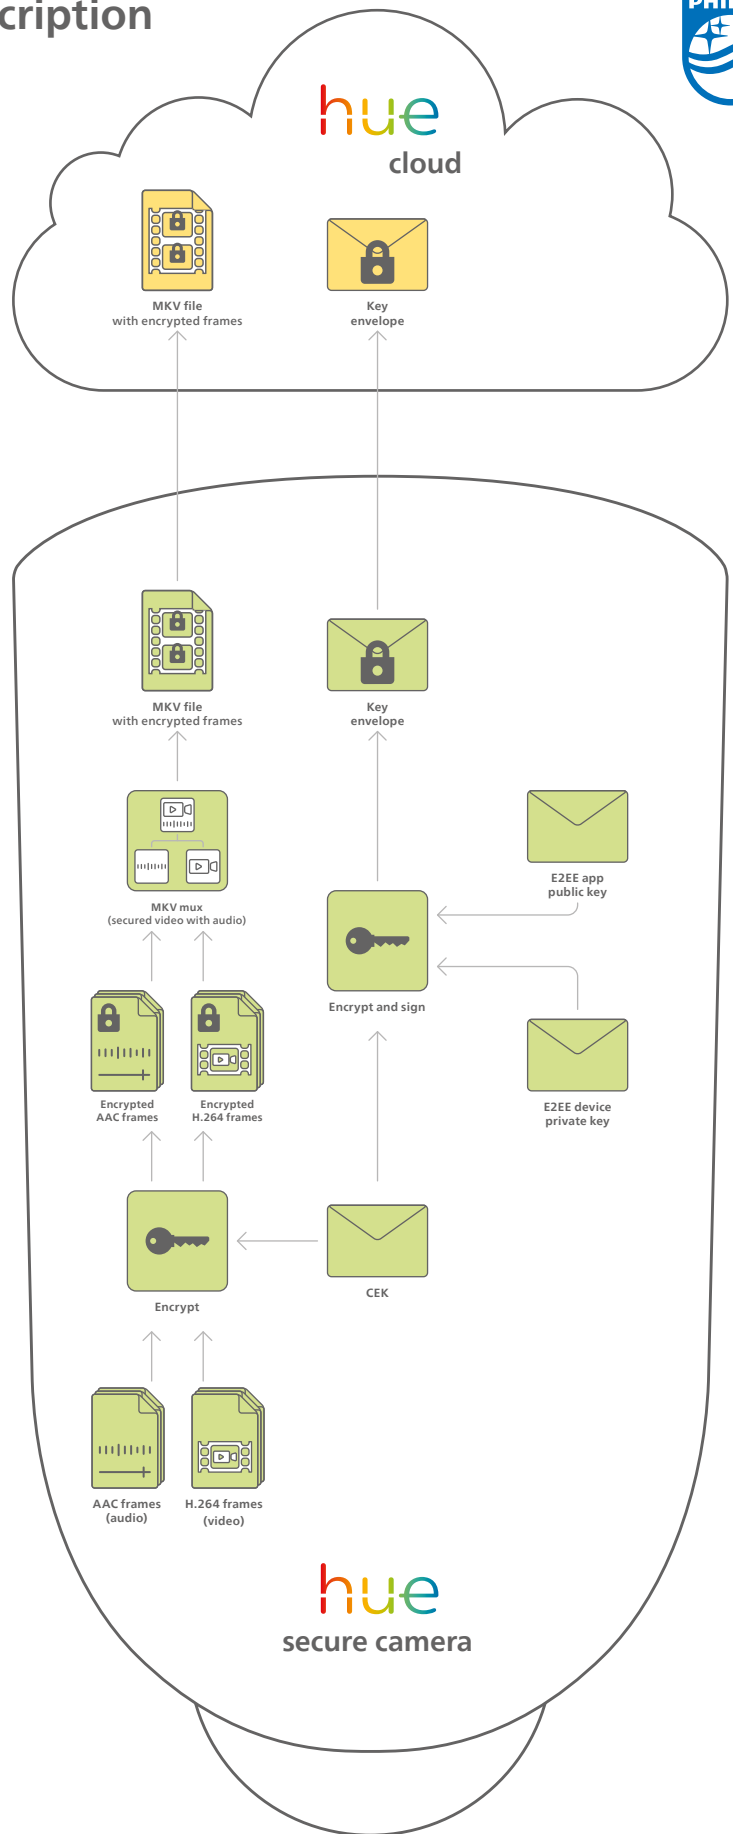 cription
hue
cloud
MKV file
with encrypted frames
Key
envelope
MKV file
with encrypted frames
Key
envelope
MKV mux
(secured video with audio)
E2EE app
public key
Encrypt and sign
Encrypted
AAC frames
Encrypted
H.264 frames
E2EE device
private key
Encrypt
CEK
AAC frames
(audio)
H.264 frames
(video)
hue
secure camera